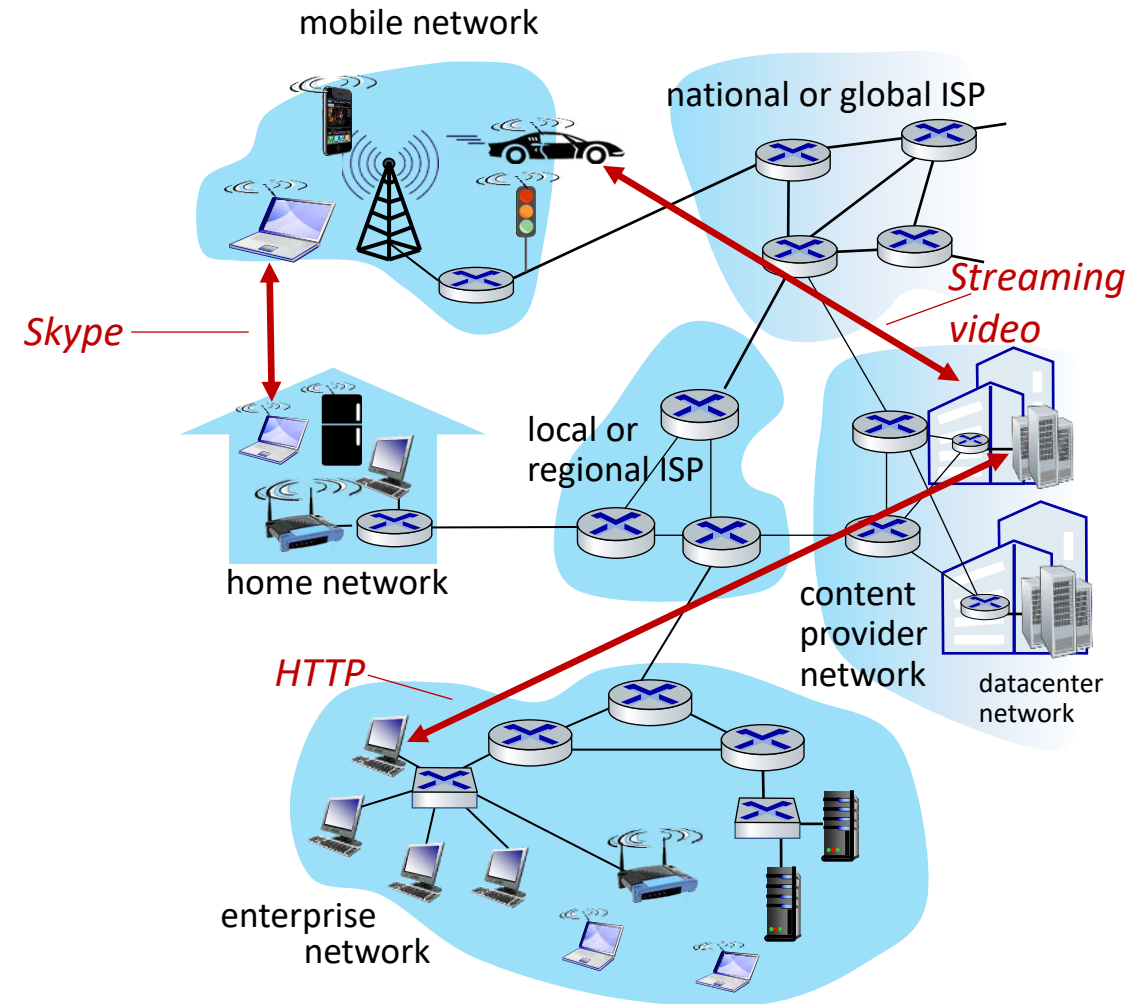 mobile network
national or global ISP
Streaming
video
Skype
local or
regional ISP
home network
content
provider
network
datacenter
network
HTTP
enterprise
network